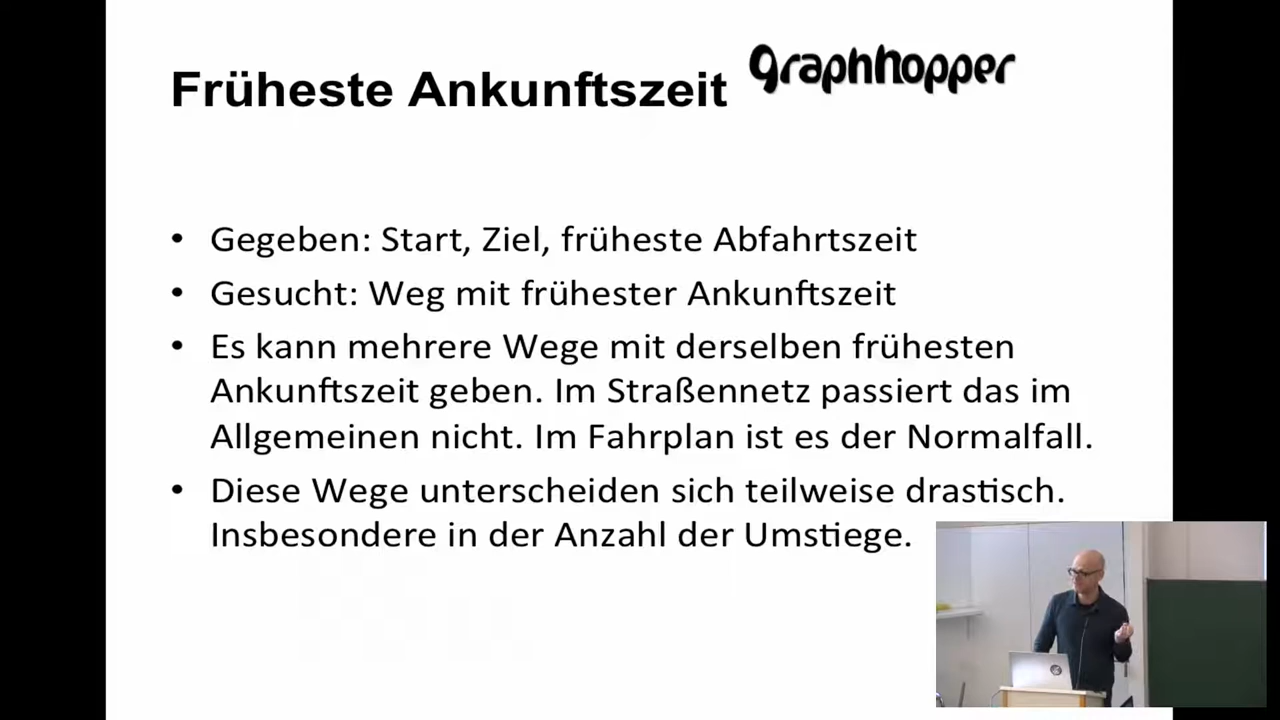 Früheste Ankunftszeit
graphhopper
• Gegeben: Start, Ziel, früheste Abfahrtszeit
• Gesucht: Weg mit frühester Ankunftszeit
• Es kann mehrere Wege mit derselben frühesten
Ankunftszeit geben. Im Straßennetz passiert das im
Allgemeinen nicht. Im Fahrplan ist es der Normalfall.
• Diese Wege unterscheiden sich teilweise drastisch.
Insbesondere in der Anzahl der Umstiege.